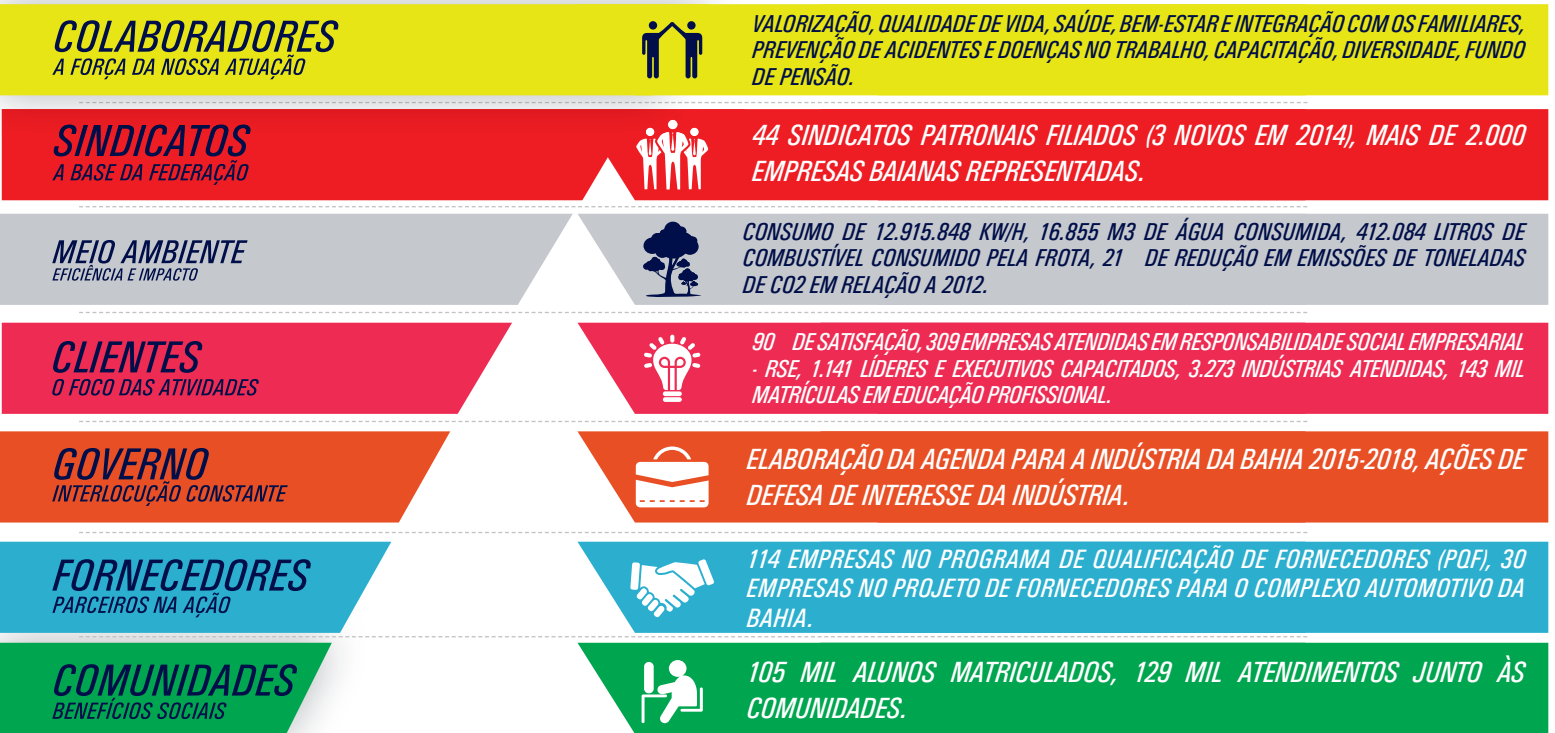 COLABORADORES
A FORÇA DA NOSSA ATUAÇÃO
VALORIZAÇÃO, QUALIDADE DE VIDA, SAÚDE, BEM-ESTAR E INTEGRAÇÃO COM OS FAMILIARES,
PREVENÇÃO DE ACIDENTES E DOENÇAS NO TRABALHO, CAPACITAÇÃO, DIVERSIDADE, FUNDO
DE PENSÃO.
SINDICATOS
A BASE DA FEDERAÇÃO
44 SINDICATOS PATRONAIS FILIADOS (3 NOVOS EM 2014), MAIS DE 2.000
EMPRESAS BAIANAS REPRESENTADAS.
MEIO AMBIENTE
EFICIÊNCIA E IMPACTO
CONSUMO DE 12.915.848 KW/H, 16.855 M3 DE ÁGUA CONSUMIDA, 412.084 LITROS DE
COMBUSTÍVEL CONSUMIDO PELA FROTA, 21 DE REDUÇÃO EM EMISSÕES DE TONELADAS
DE CO2 EM RELAÇÃO A 2012.
CLIENTES
O FOCO DAS ATIVIDADES
90 DE SATISFAÇÃO, 309 EMPRESAS ATENDIDAS EM RESPONSABILIDADE SOCIAL EMPRESARIAL
- RSE, 1.141 LÍDERES E EXECUTIVOS CAPACITADOS, 3.273 INDÚSTRIAS ATENDIDAS, 143 MIL
MATRÍCULAS EM EDUCAÇÃO PROFISSIONAL.
GOVERNO
INTERLOCUÇÃO CONSTANTE
ELABORAÇÃO DA AGENDA PARA A INDÚSTRIA DA BAHIA 2015-2018, AÇÕES DE
DEFESA DE INTERESSE DA INDÚSTRIA.
FORNECEDORES
PARCEIROS NA AÇÃO
114 EMPRESAS NO PROGRAMA DE QUALIFICAÇÃO DE FORNECEDORES (PQF), 30
EMPRESAS NO PROJETO DE FORNECEDORES PARA O COMPLEXO AUTOMOTIVO DA
BAHIA.
COMUNIDADES
BENEFÍCIOS SOCIAIS
105 MIL ALUNOS MATRICULADOS, 129 MIL ATENDIMENTOS JUNTO ÀS
COMUNIDADES.